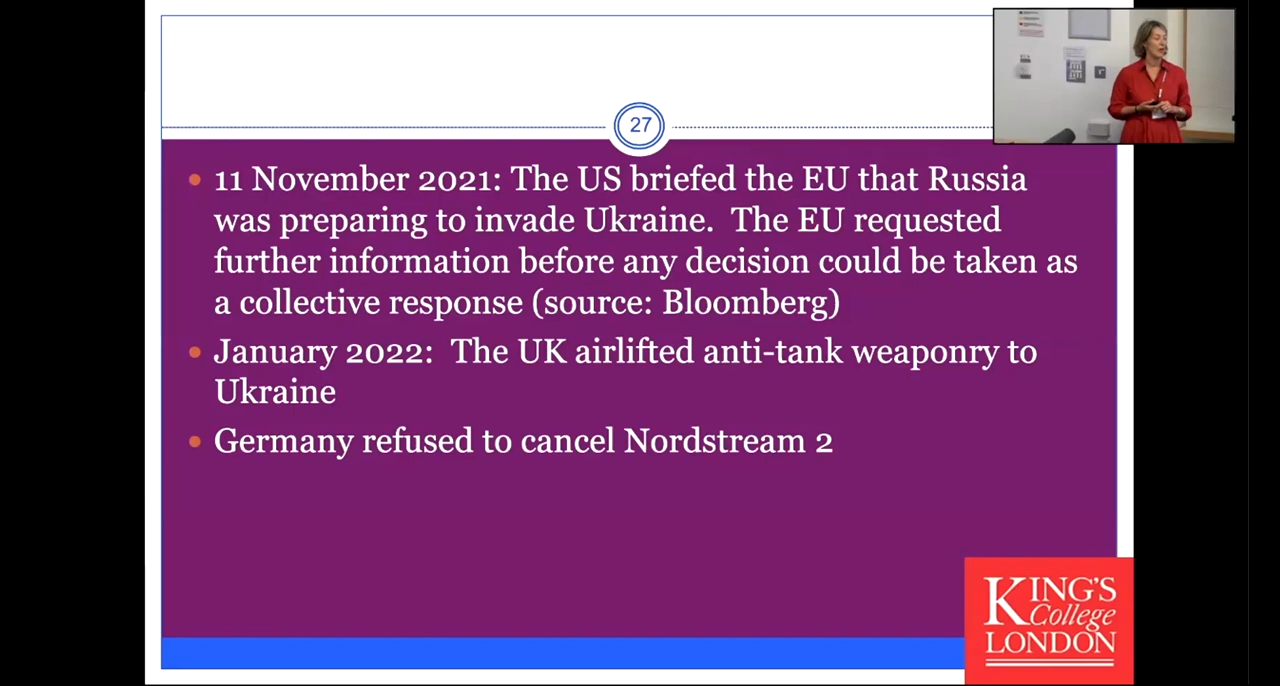 27
• 11 November 2021: The US briefed the EU that Russia
was preparing to invade Ukraine.  The EU requested
further information before any decision could be taken as
a collective response (source: Bloomberg)
• January 2022:  The UK airlifted anti-tank weaponry to
Ukraine
• Germany refused to cancel Nordstream 2
KING'S
College
LONDON